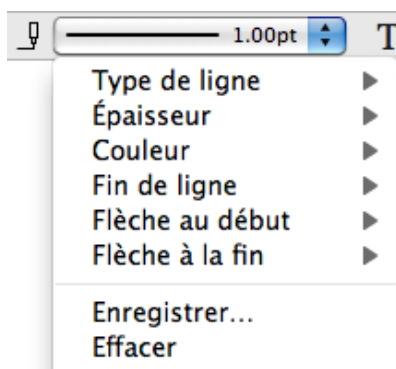 1.00pt T
Type de ligne
Épaisseur
Couleur
Fin de ligne
Flèche au début
Flèche à la fin
Enregistrer...
Effacer